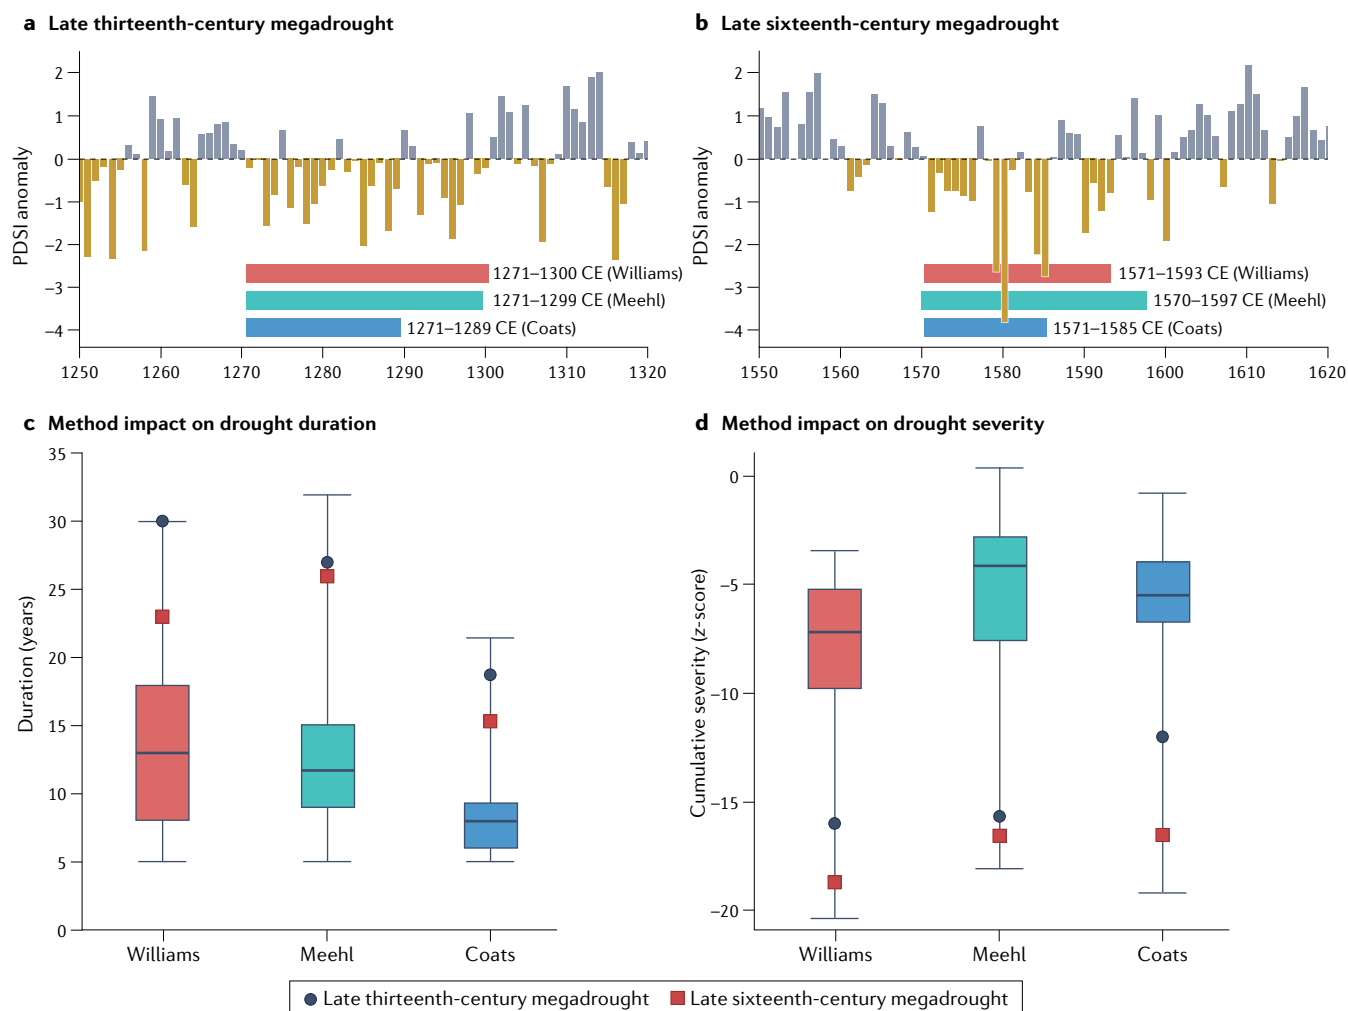 a Late thirteenth-century megadrought
PDSI anomaly
2
1
0
–1
–2
–3
–4
1271–1300 CE (Williams)
1271–1299 CE (Meehl)
1271–1289 CE (Coats)
1250 1260 1270 1280 1290 1300 1310 1320
b Late sixteenth-century megadrought
PDSI anomaly
2
1
0
–1
–2
–3
–4
1571–1593 CE (Williams)
1570–1597 CE (Meehl)
1571–1585 CE (Coats)
1550 1560 1570 1580 1590 1600 1610 1620
c Method impact on drought duration
Duration (years)
35
30
25
20
15
10
5
0
Williams Meehl Coats
d Method impact on drought severity
Cumulative severity (z-score)
0
–5
–10
–15
–20
Williams Meehl Coats
Late thirteenth-century megadrought Late sixteenth-century megadrought